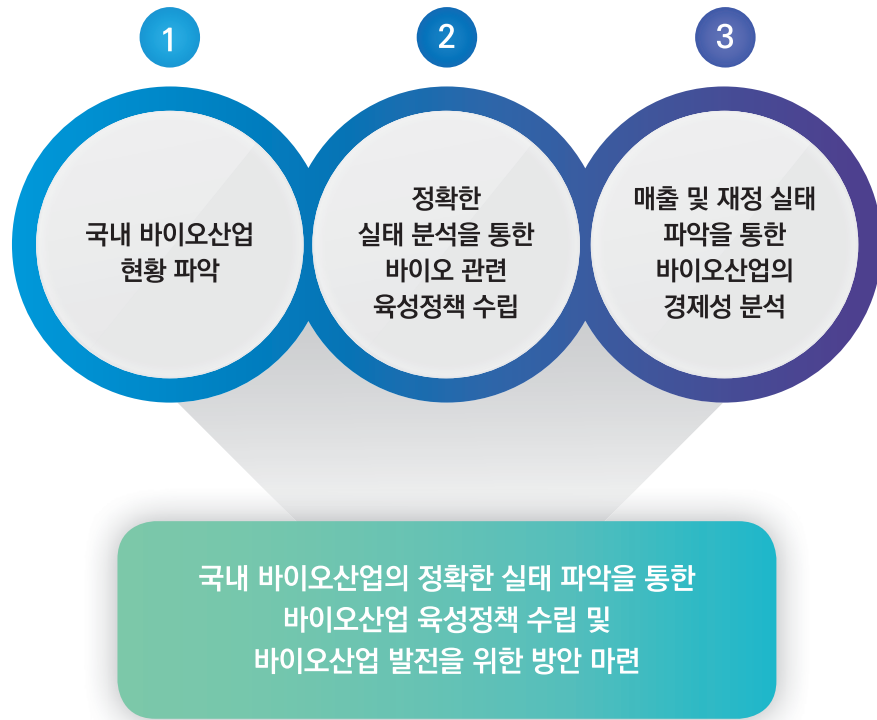 1
2
3
국내 바이오산업
현황 파악
정확한
실태 분석을 통한
바이오 관련
육성정책 수립
매출 및 재정 실태
파악을 통한
바이오산업의
경제성 분석
국내 바이오산업의 정확한 실태 파악을 통한
바이오산업 육성정책 수립 및
바이오산업 발전을 위한 방안 마련